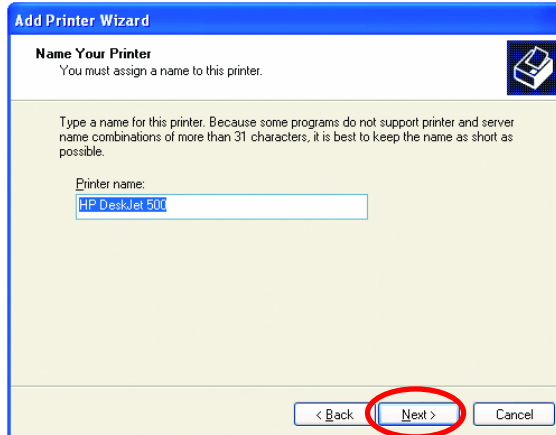 Add Printer Wizard
Name Your Printer
You must assign a name to this printer.
Type a name for this printer. Because some programs do not support printer and server
name combinations of more than 31 characters, it is best to keep the name as short as
possible.
Printer name:
HP DeskJet 500
< Back
Next >
Cancel